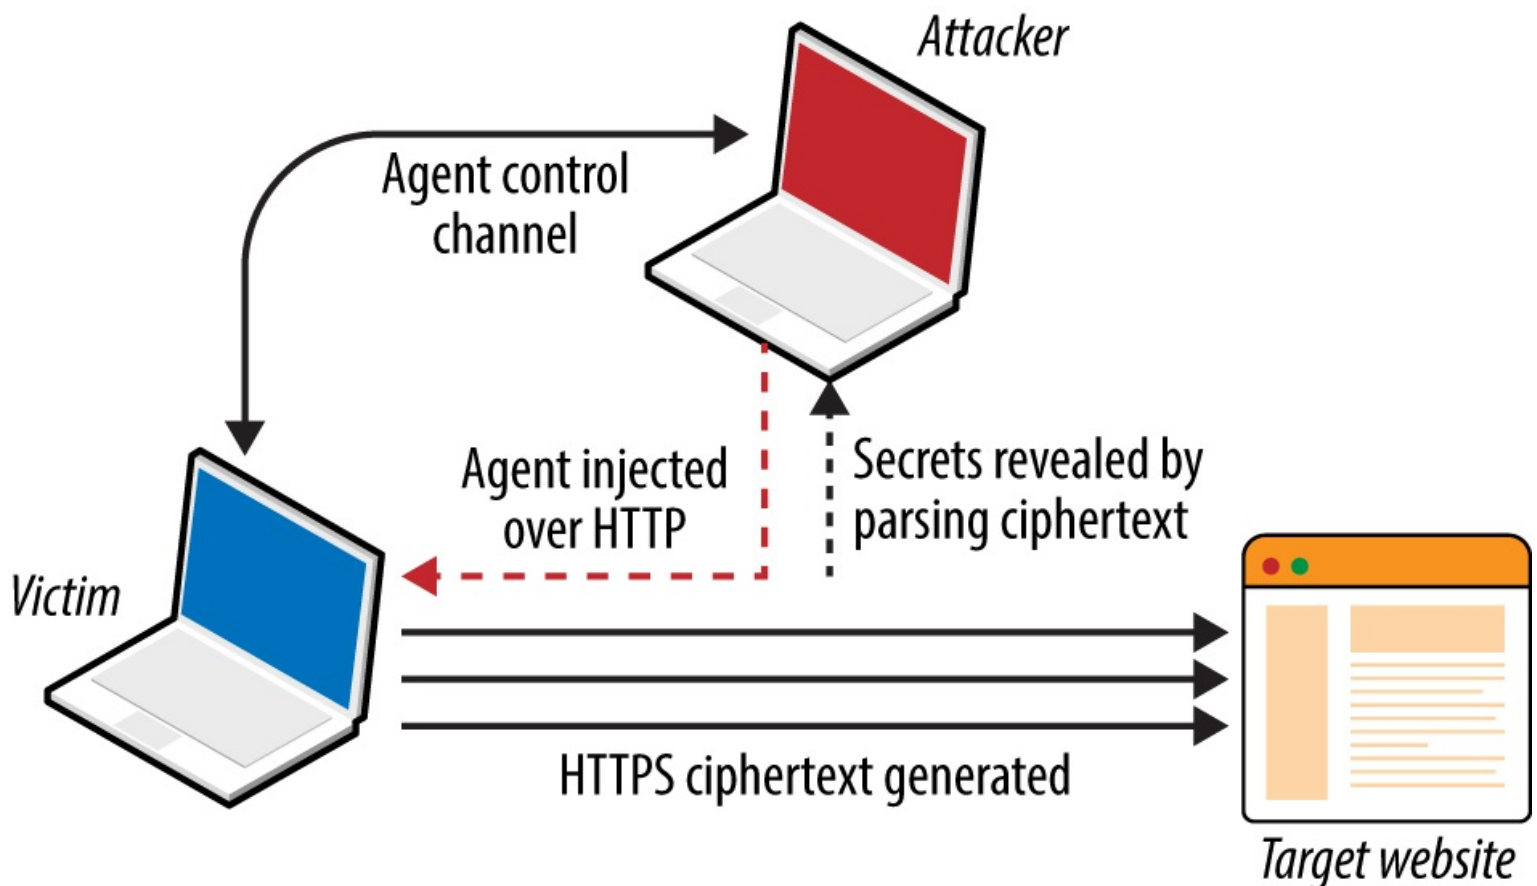 Attacker
Agent control
channel
Agent injected
over HTTP
Secrets revealed by
parsing ciphertext
Victim
HTTPS ciphertext generated
Target website